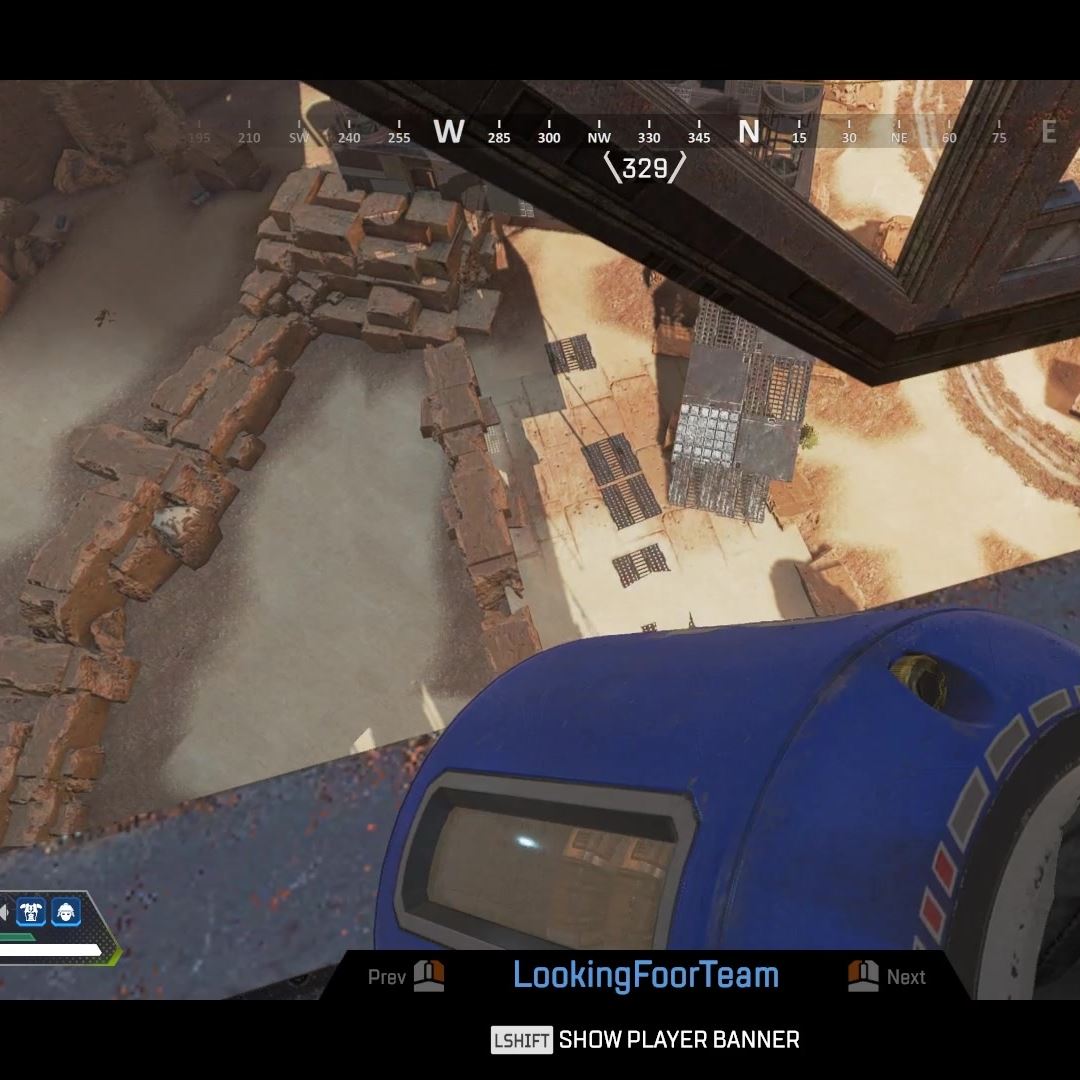 195 210 SW 240 255 W 285 300 NW 330 345 N 15 30 NE 60 75 E
329
Prev LookingFoorTeam Next
LSHIFT SHOW PLAYER BANNER